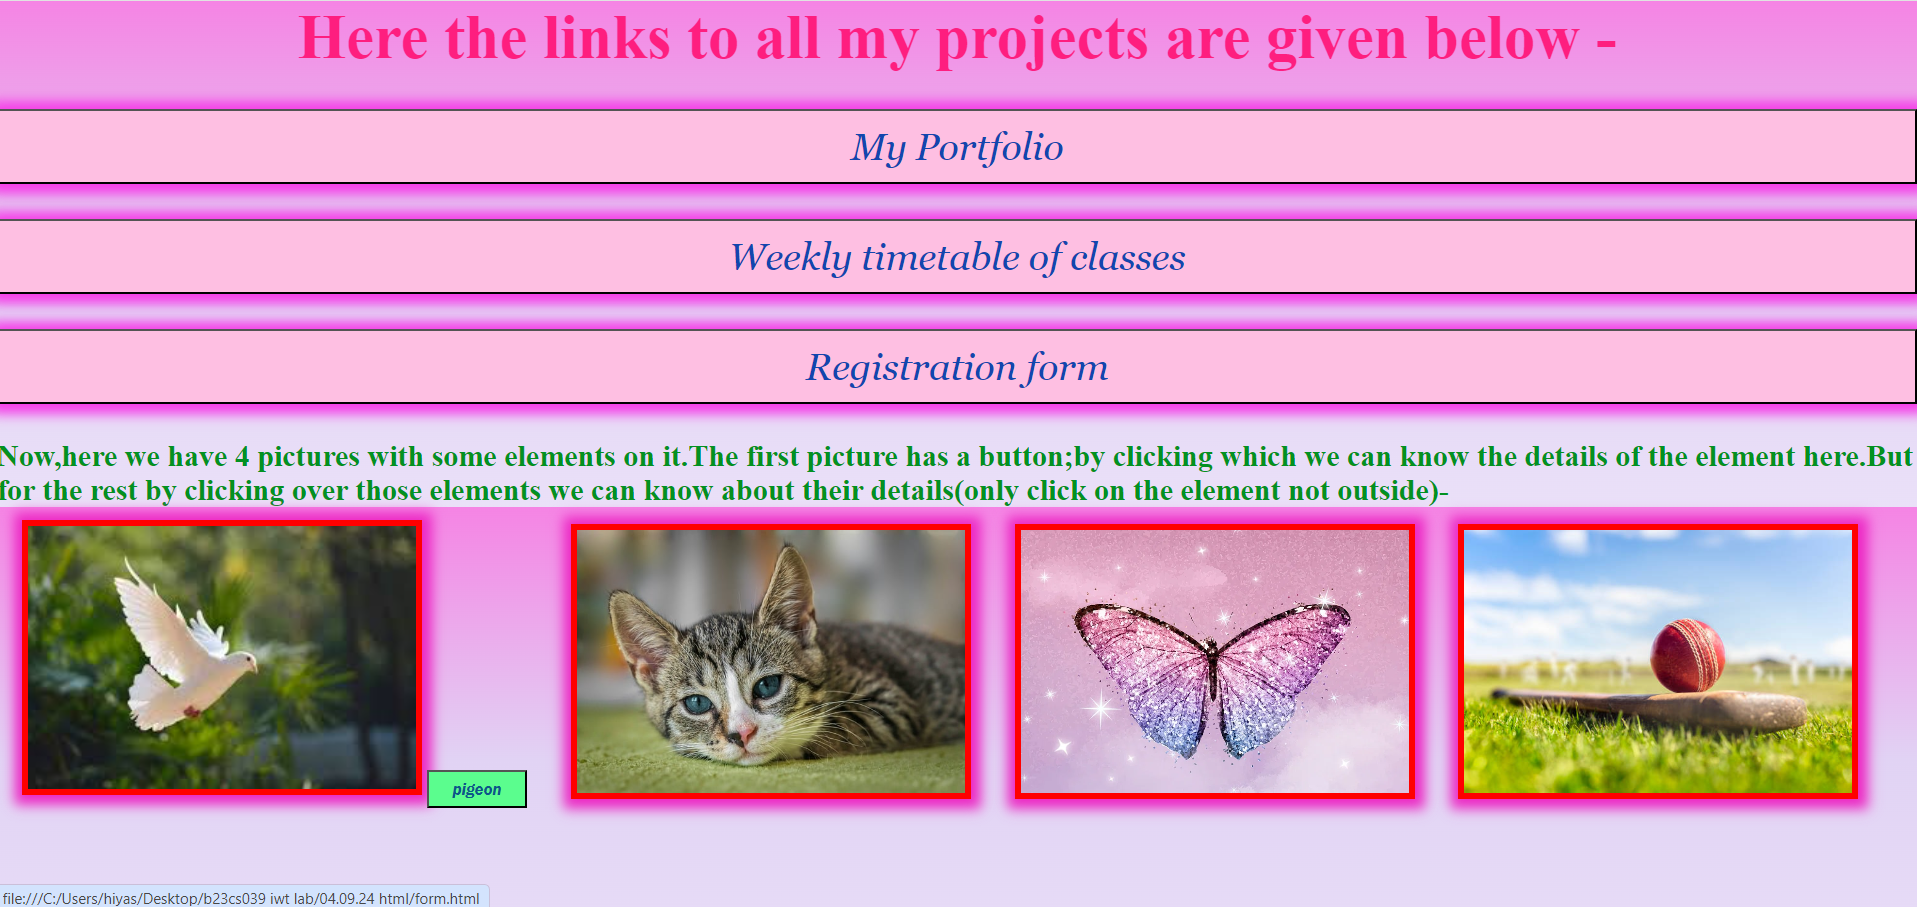 Here the links to all my projects are given below -
My Portfolio
Weekly timetable of classes
Registration form
Now,here we have 4 pictures with some elements on it.The first picture has a button;by clicking which we can know the details of the element here.But
for the rest by clicking over those elements we can know about their details(only click on the element not outside)-
pigeon
file:///C:/Users/hiyas/Desktop/b23cs039 iwt lab/04.09.24 html/form.html